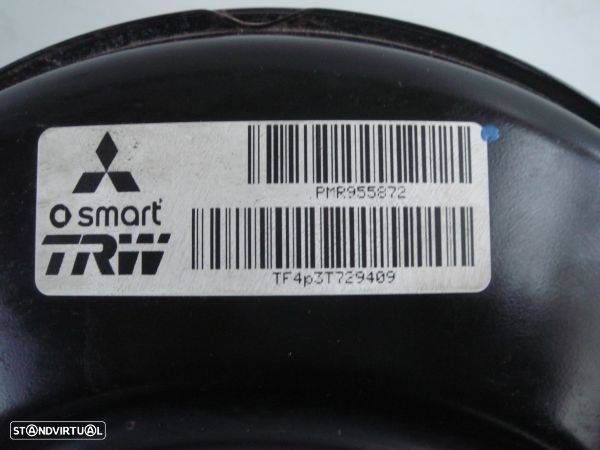 PMR955872
smart
TRW
TF4p3T729409
STANDVIRTUAL